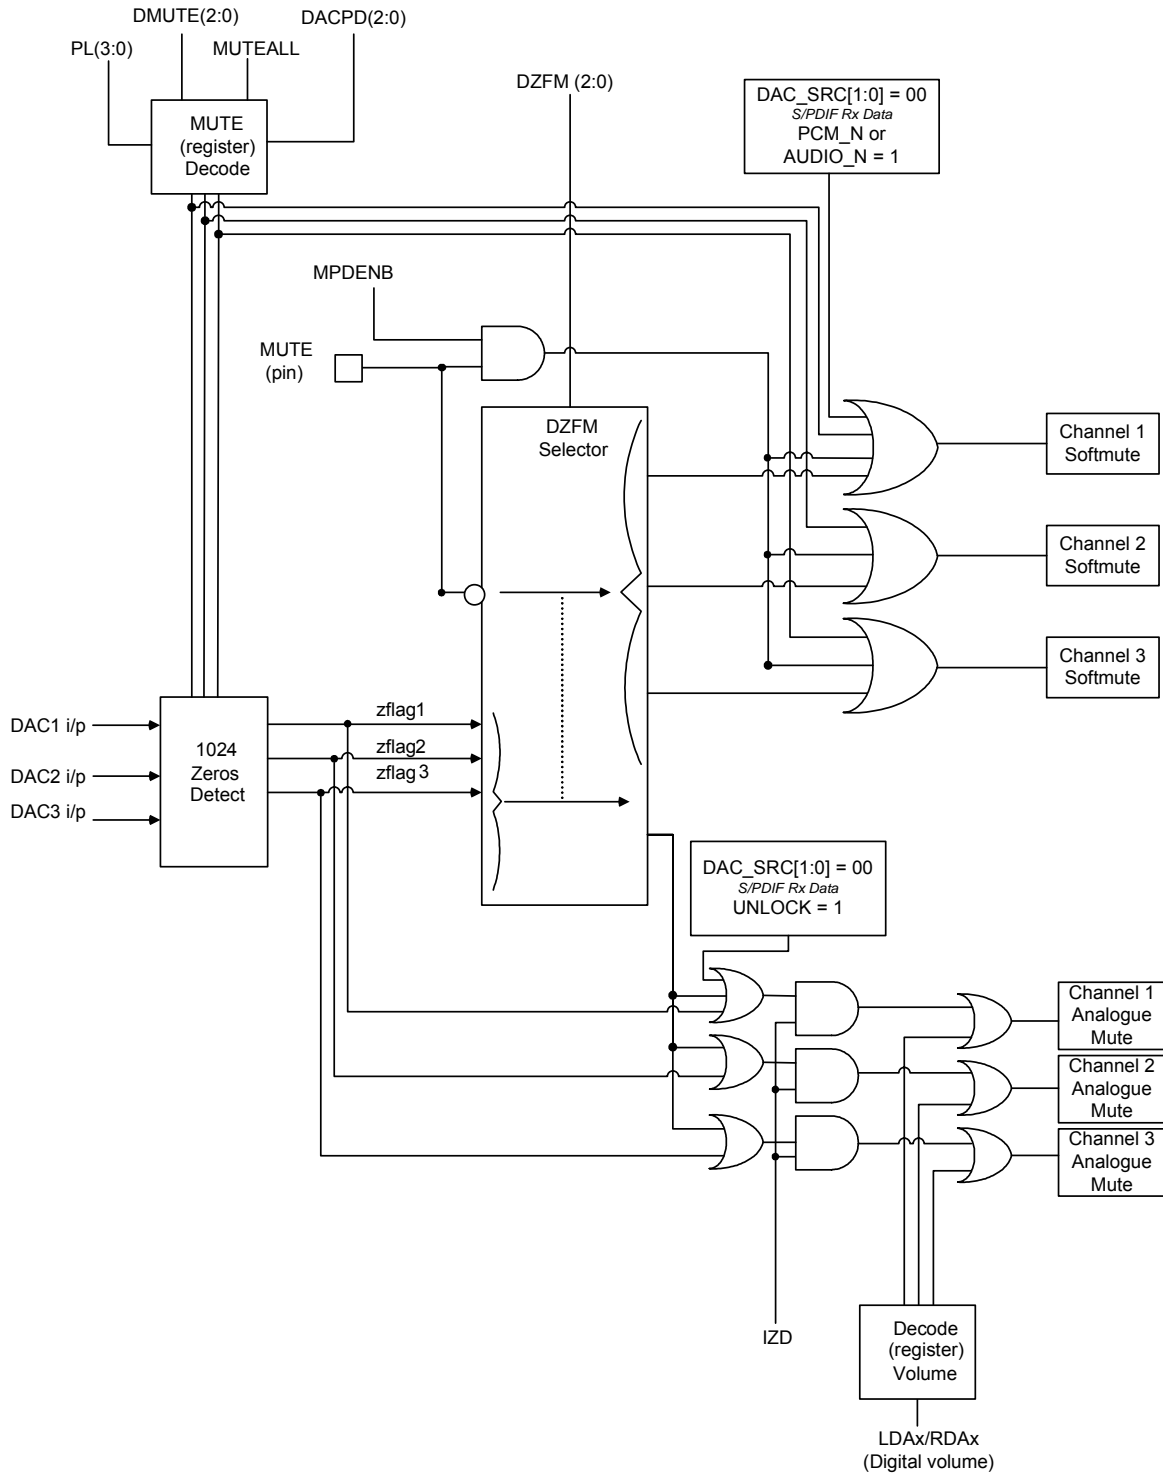 DMUTE(2:0)
DACPD(2:0)
PL(3:0)
MUTEALL
MUTE
(register)
Decode
DZFM (2:0)
DAC_SRC[1:0] = 00
S/PDIF Rx Data
PCM_N or
AUDIO_N = 1
MPDENB
MUTE
(pin)
DZFM
Selector
Channel 1
Softmute
Channel 2
Softmute
Channel 3
Softmute
DAC1 i/p
DAC2 i/p
DAC3 i/p
1024
Zeros
Detect
zflag1
zflag2
zflag 3
DAC_SRC[1:0] = 00
S/PDIF Rx Data
UNLOCK = 1
Channel 1
Analogue
Mute
Channel 2
Analogue
Mute
Channel 3
Analogue
Mute
IZD
Decode
(register)
Volume
LDAx/RDAx
(Digital volume)